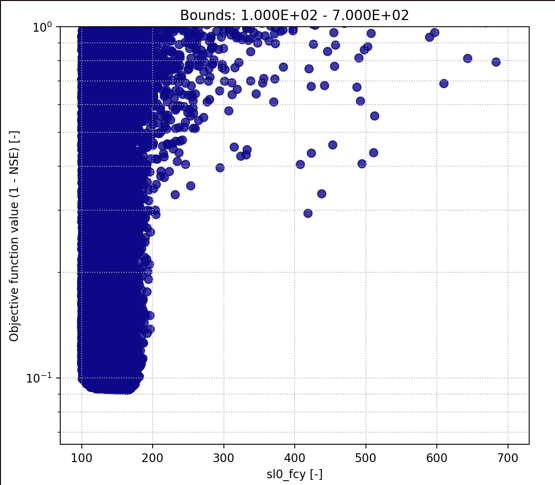 Bounds: 1.000E+02 - 7.000E+02
Objective function value (1 - NSE) [-]
10⁰
10⁻¹
100 200 300 400 500 600 700
sl0_fcy [-]